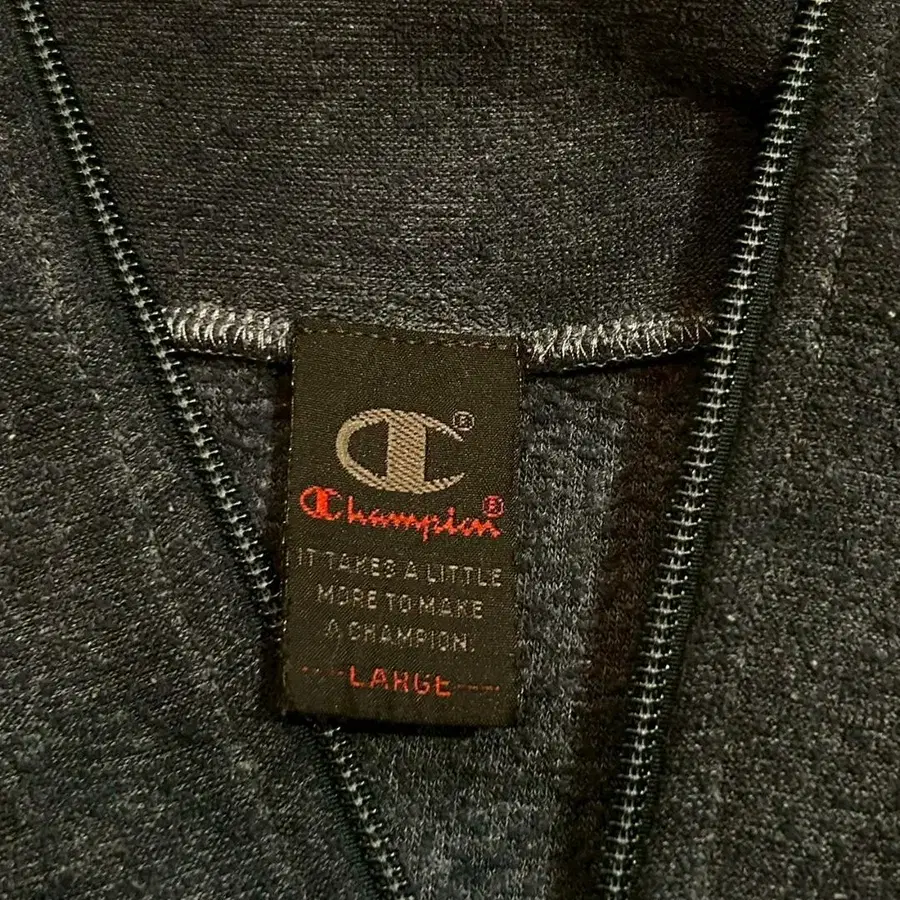 C®
Champion®
IT TAKES A LITTLE
MORE TO MAKE
A CHAMPION.
LARGE